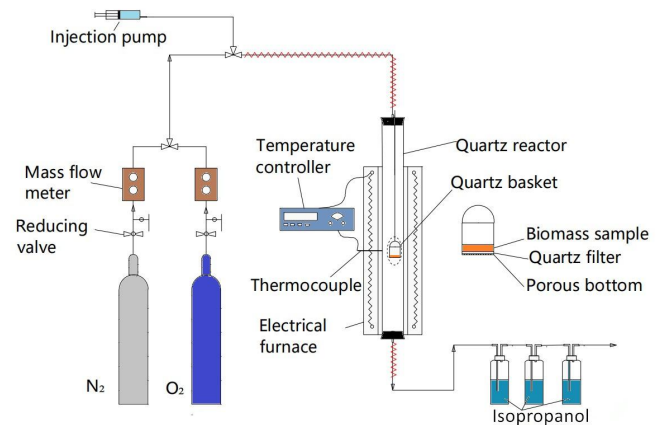 Injection pump
Temperature
controller
Quartz reactor
Mass flow
meter
Quartz basket
Reducing
valve
Biomass sample
Quartz filter
Porous bottom
Thermocouple
Electrical
furnace
N₂
O₂
Isopropanol